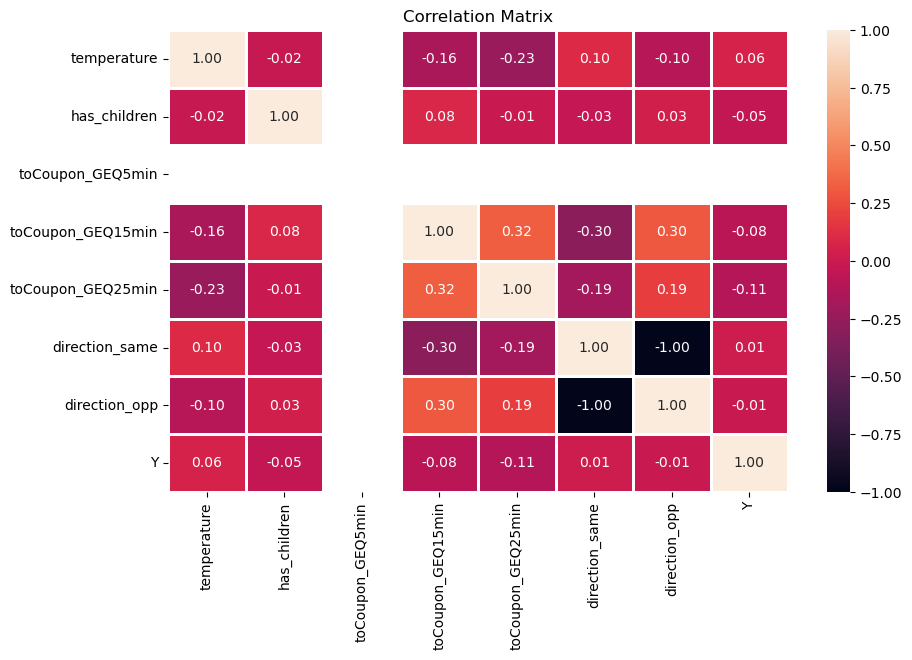 Correlation Matrix
temperature 1.00 -0.02 -0.16 -0.23 0.10 -0.10 0.06
has_children -0.02 1.00 0.08 -0.01 -0.03 0.03 -0.05
toCoupon_GEQ5min
toCoupon_GEQ15min -0.16 0.08 1.00 0.32 -0.30 0.30 -0.08
toCoupon_GEQ25min -0.23 -0.01 0.32 1.00 -0.19 0.19 -0.11
direction_same 0.10 -0.03 -0.30 -0.19 1.00 -1.00 0.01
direction_opp -0.10 0.03 0.30 0.19 -1.00 1.00 -0.01
Y 0.06 -0.05 -0.08 -0.11 0.01 -0.01 1.00
temperature
has_children
toCoupon_GEQ5min
toCoupon_GEQ15min
toCoupon_GEQ25min
direction_same
direction_opp
Y
1.00
0.75
0.50
0.25
0.00
−0.25
−0.50
−0.75
−1.00